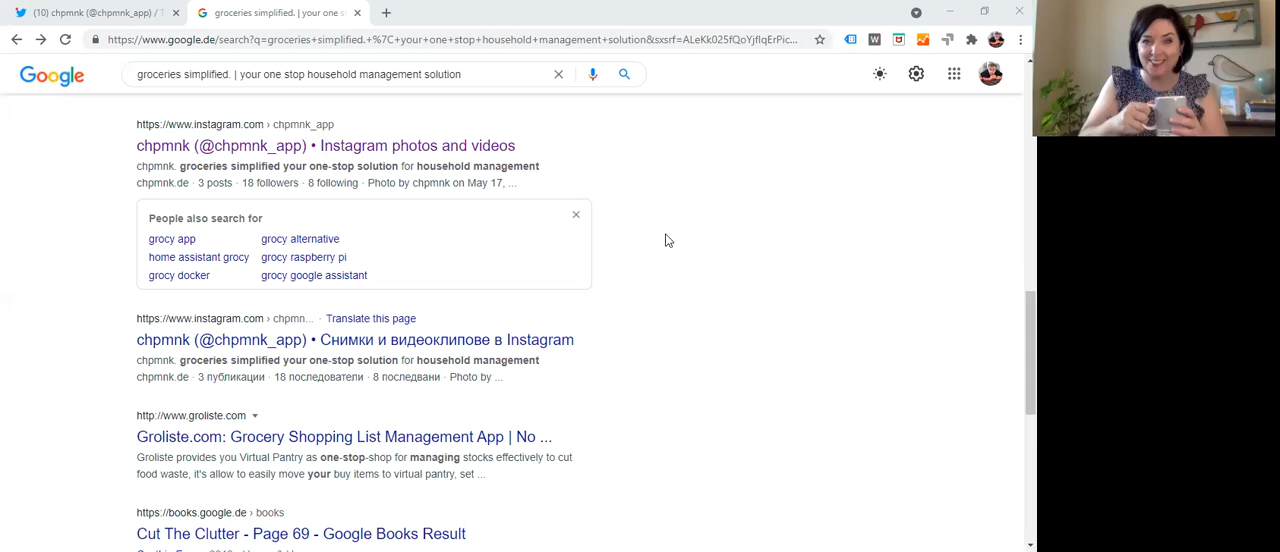 (10) chpmnk (@chpmnk_app) / T
groceries simplified. | your one s
https://www.google.de/search?q=groceries+simplified.+%7C+your+one+stop+household+management+solution&sxsrf=ALeKk025fQoYjflqErPic...
Google
groceries simplified. | your one stop household management solution
https://www.instagram.com › chpmnk_app
chpmnk (@chpmnk_app) • Instagram photos and videos
chpmnk. groceries simplified your one-stop solution for household management
chpmnk.de · 3 posts · 18 followers · 8 following · Photo by chpmnk on May 17, ...
People also search for
grocy app
grocy alternative
home assistant grocy
grocy raspberry pi
grocy docker
grocy google assistant
https://www.instagram.com › chpmn... · Translate this page
chpmnk (@chpmnk_app) • Снимки и видеоклипове в Instagram
chpmnk. groceries simplified your one-stop solution for household management
chpmnk.de · 3 публикации · 18 последователи · 8 последвани · Photo by ...
http://www.groliste.com
Groliste.com: Grocery Shopping List Management App | No ...
Groliste provides you Virtual Pantry as one-stop-shop for managing stocks effectively to cut
food waste, it's allow to easily move your buy items to virtual pantry, set ...
https://books.google.de › books
Cut The Clutter - Page 69 - Google Books Result